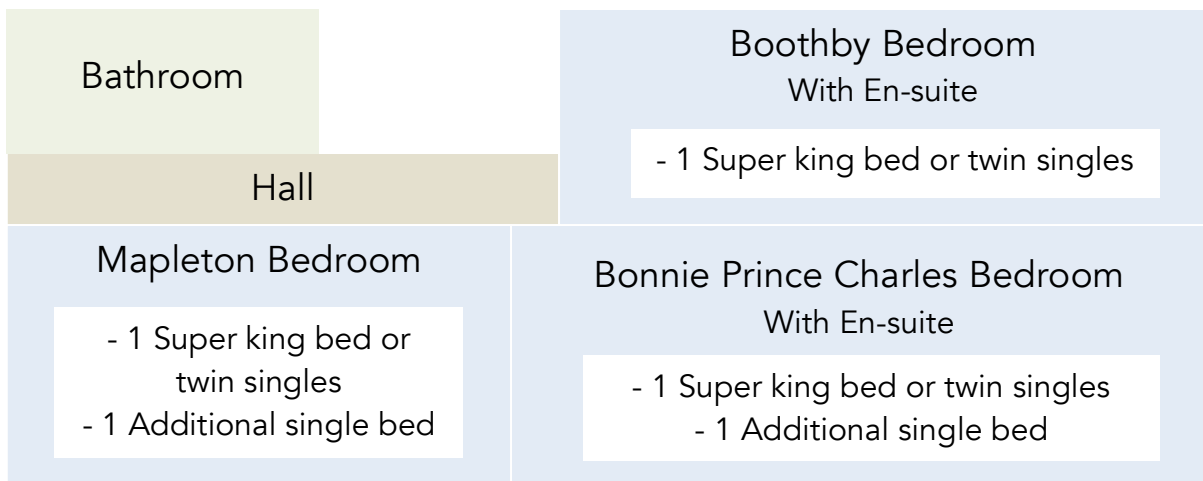 Bathroom
Boothby Bedroom
With En-suite
- 1 Super king bed or twin singles
Hall
Mapleton Bedroom
- 1 Super king bed or
twin singles
- 1 Additional single bed
Bonnie Prince Charles Bedroom
With En-suite
- 1 Super king bed or twin singles
- 1 Additional single bed